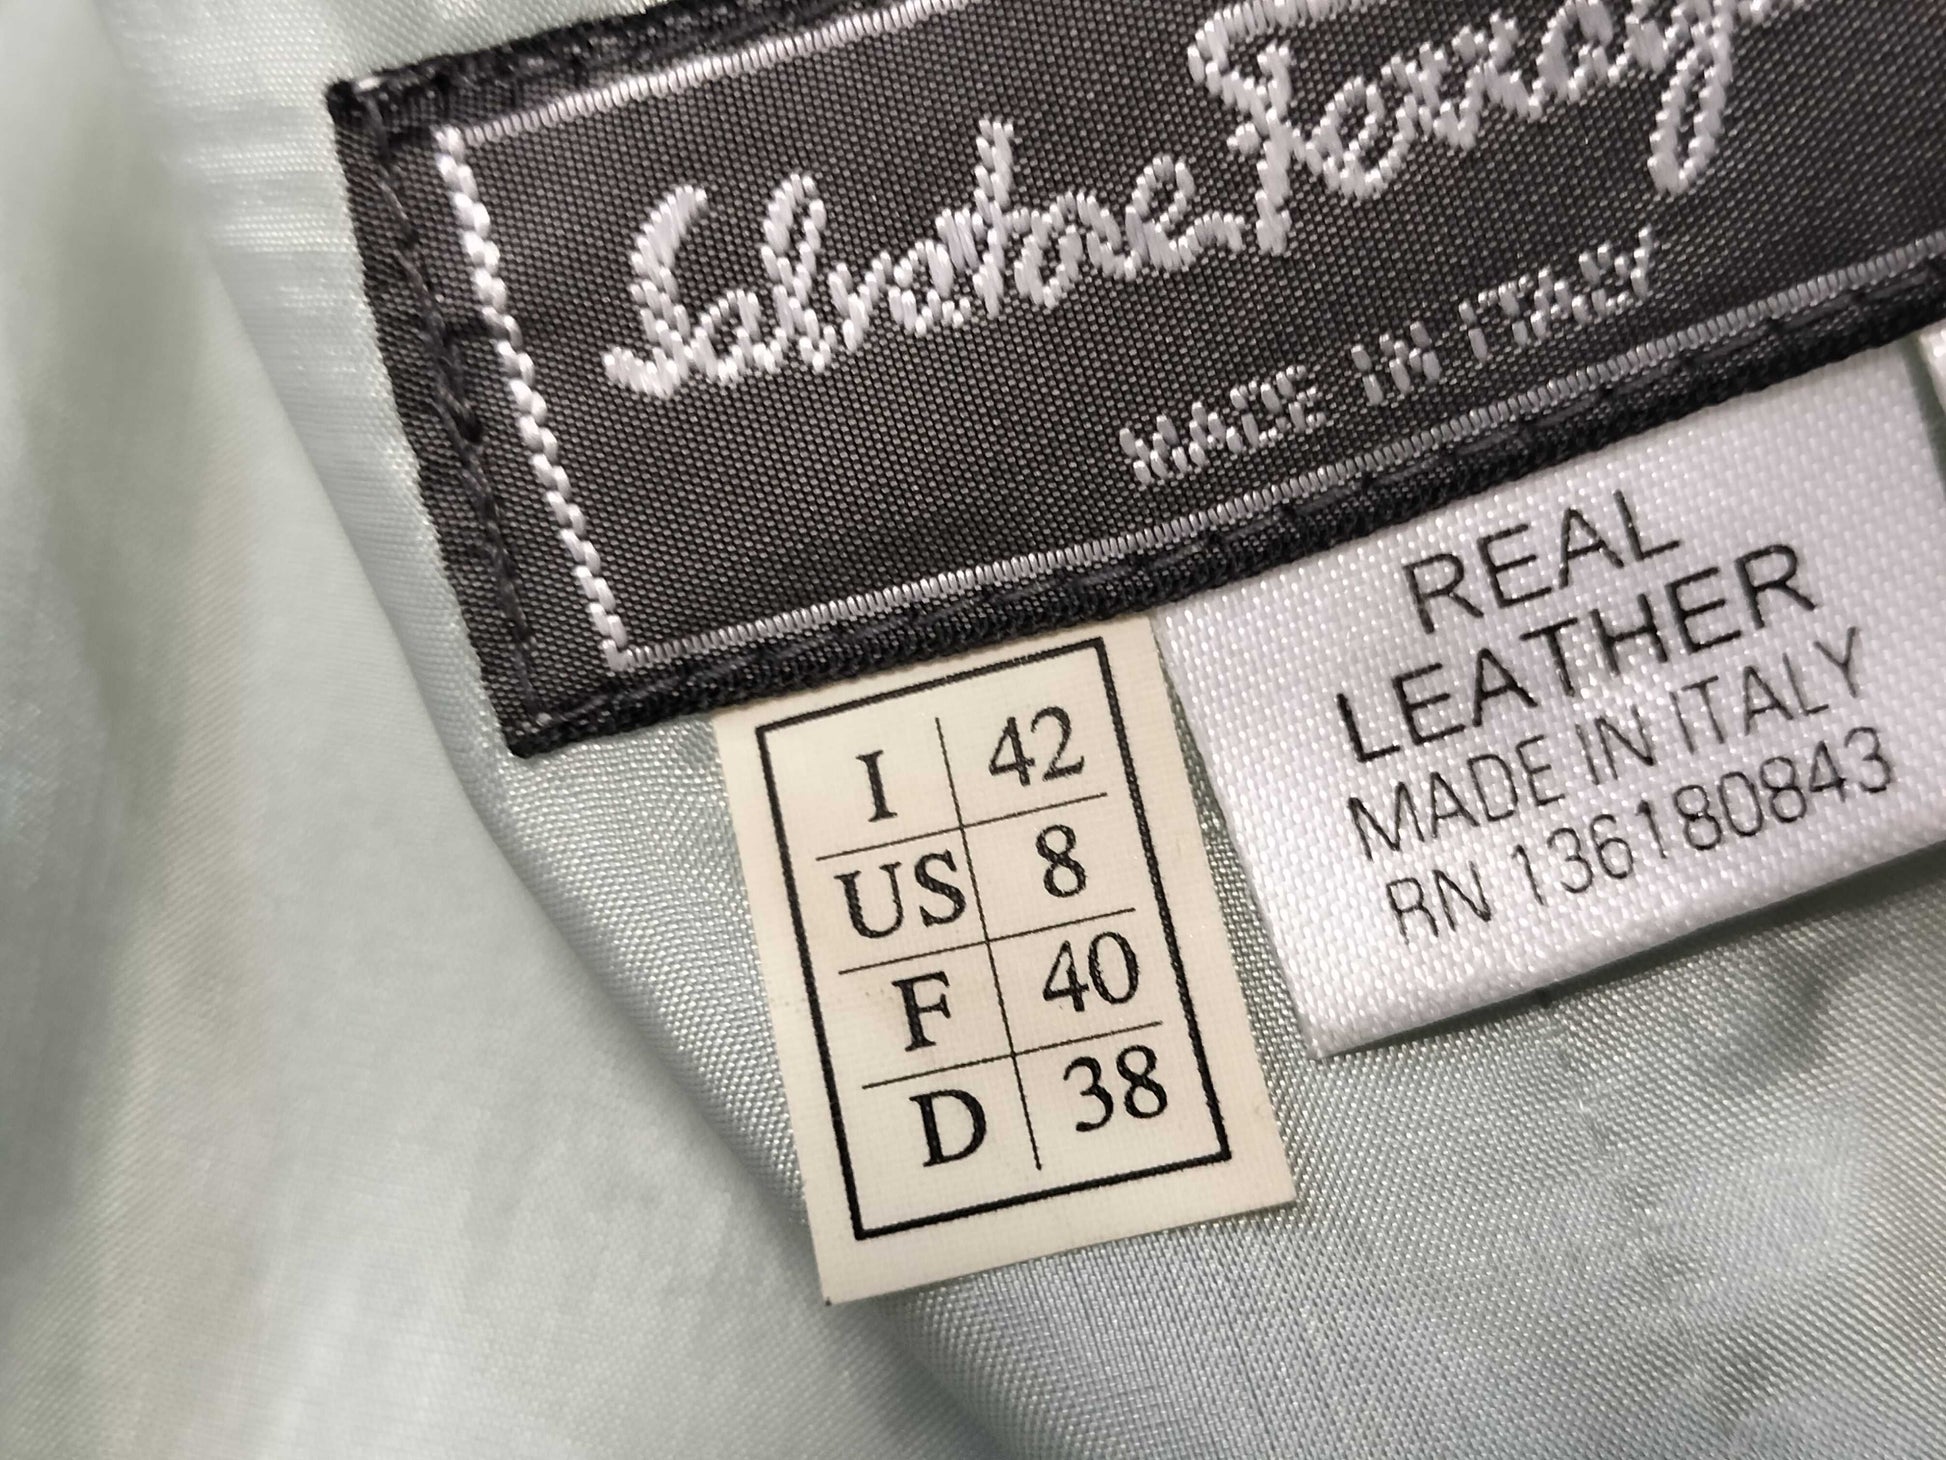 Salvatore Ferrag
MADE IN ITALY
REAL
LEATHER
MADE IN ITALY
RN 136180843
I 42
US 8
F 40
D 38